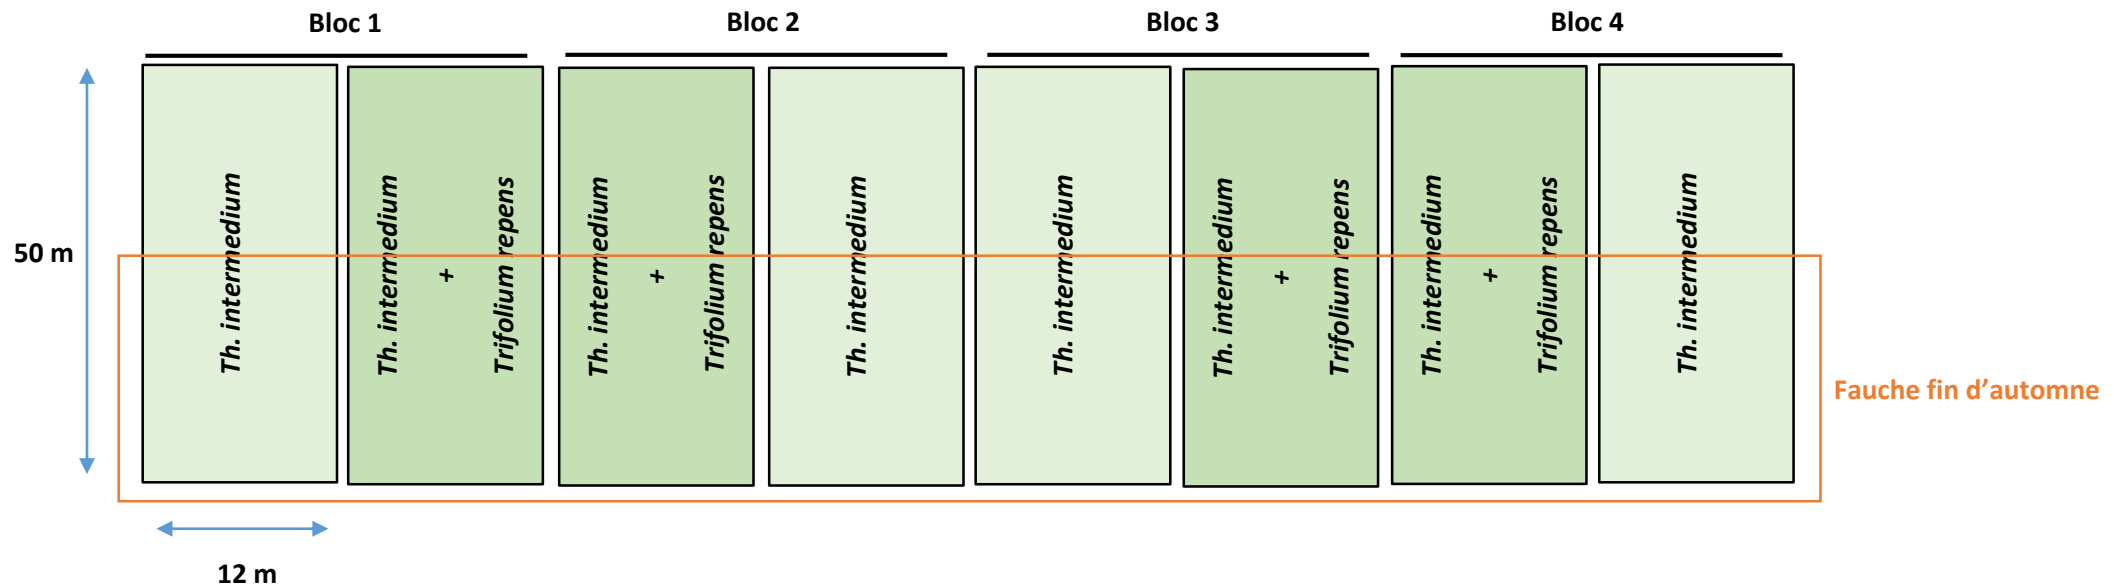 Bloc 1
Bloc 2
Bloc 3
Bloc 4
50 m
Th. intermedium
Th. intermedium
+
Trifolium repens
Th. intermedium
+
Trifolium repens
Th. intermedium
Th. intermedium
Th. intermedium
+
Trifolium repens
Th. intermedium
+
Trifolium repens
Th. intermedium
Fauche fin d’automne
12 m